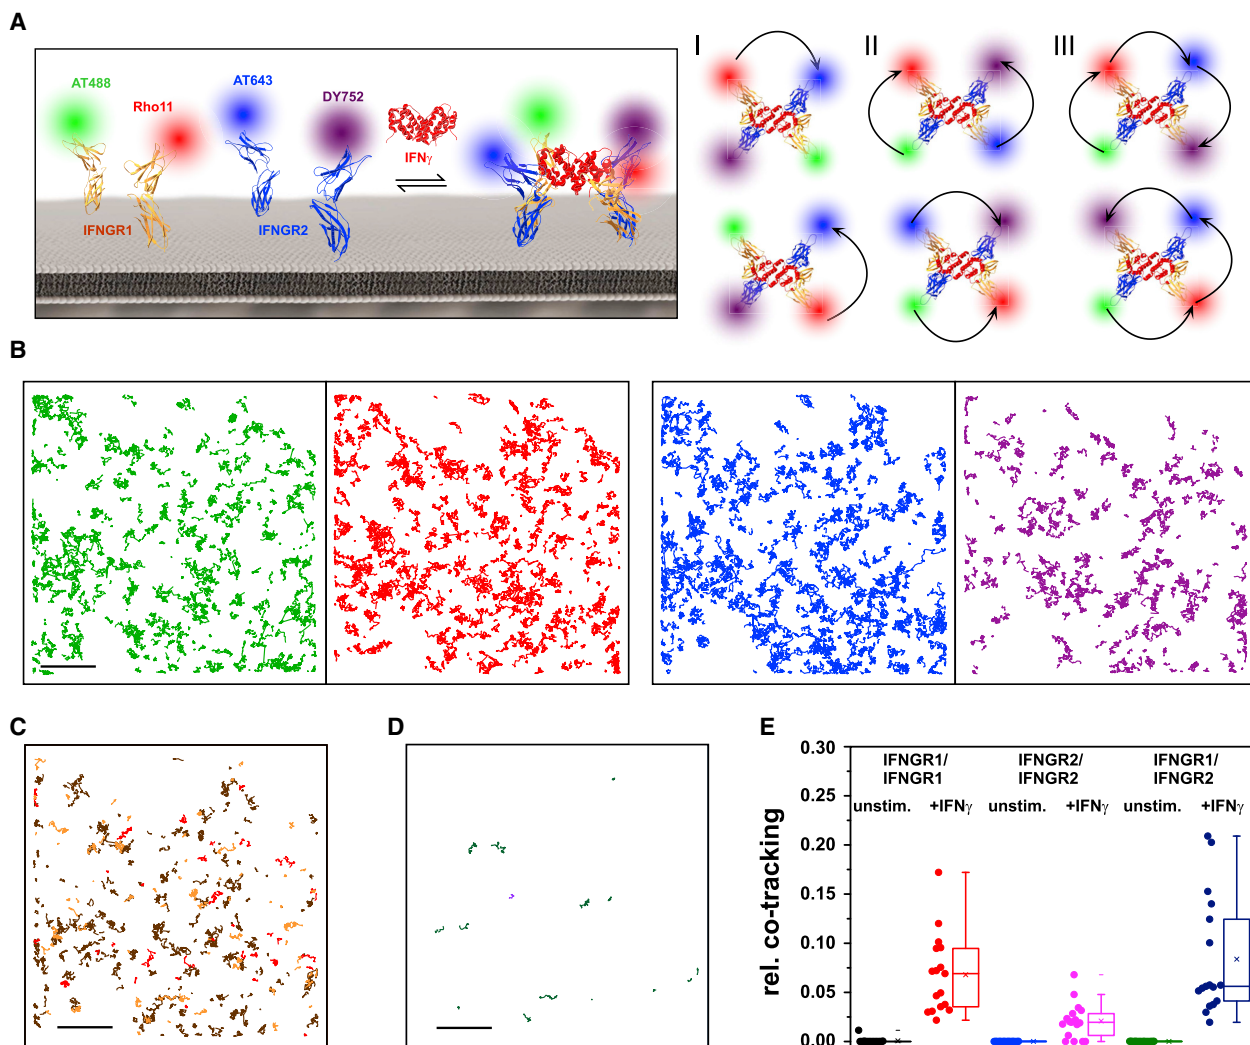 A
AT488
Rho11
AT643
DY752
IFNγ
IFNGR1
IFNGR2
I
II
III
B
C
D
E
0.30
0.25
0.20
0.15
0.10
0.05
0.00
rel. co-tracking
IFNGR1/
IFNGR1
IFNGR2/
IFNGR2
IFNGR1/
IFNGR2
unstim.
+IFNγ
unstim.
+IFNγ
unstim.
+IFNγ